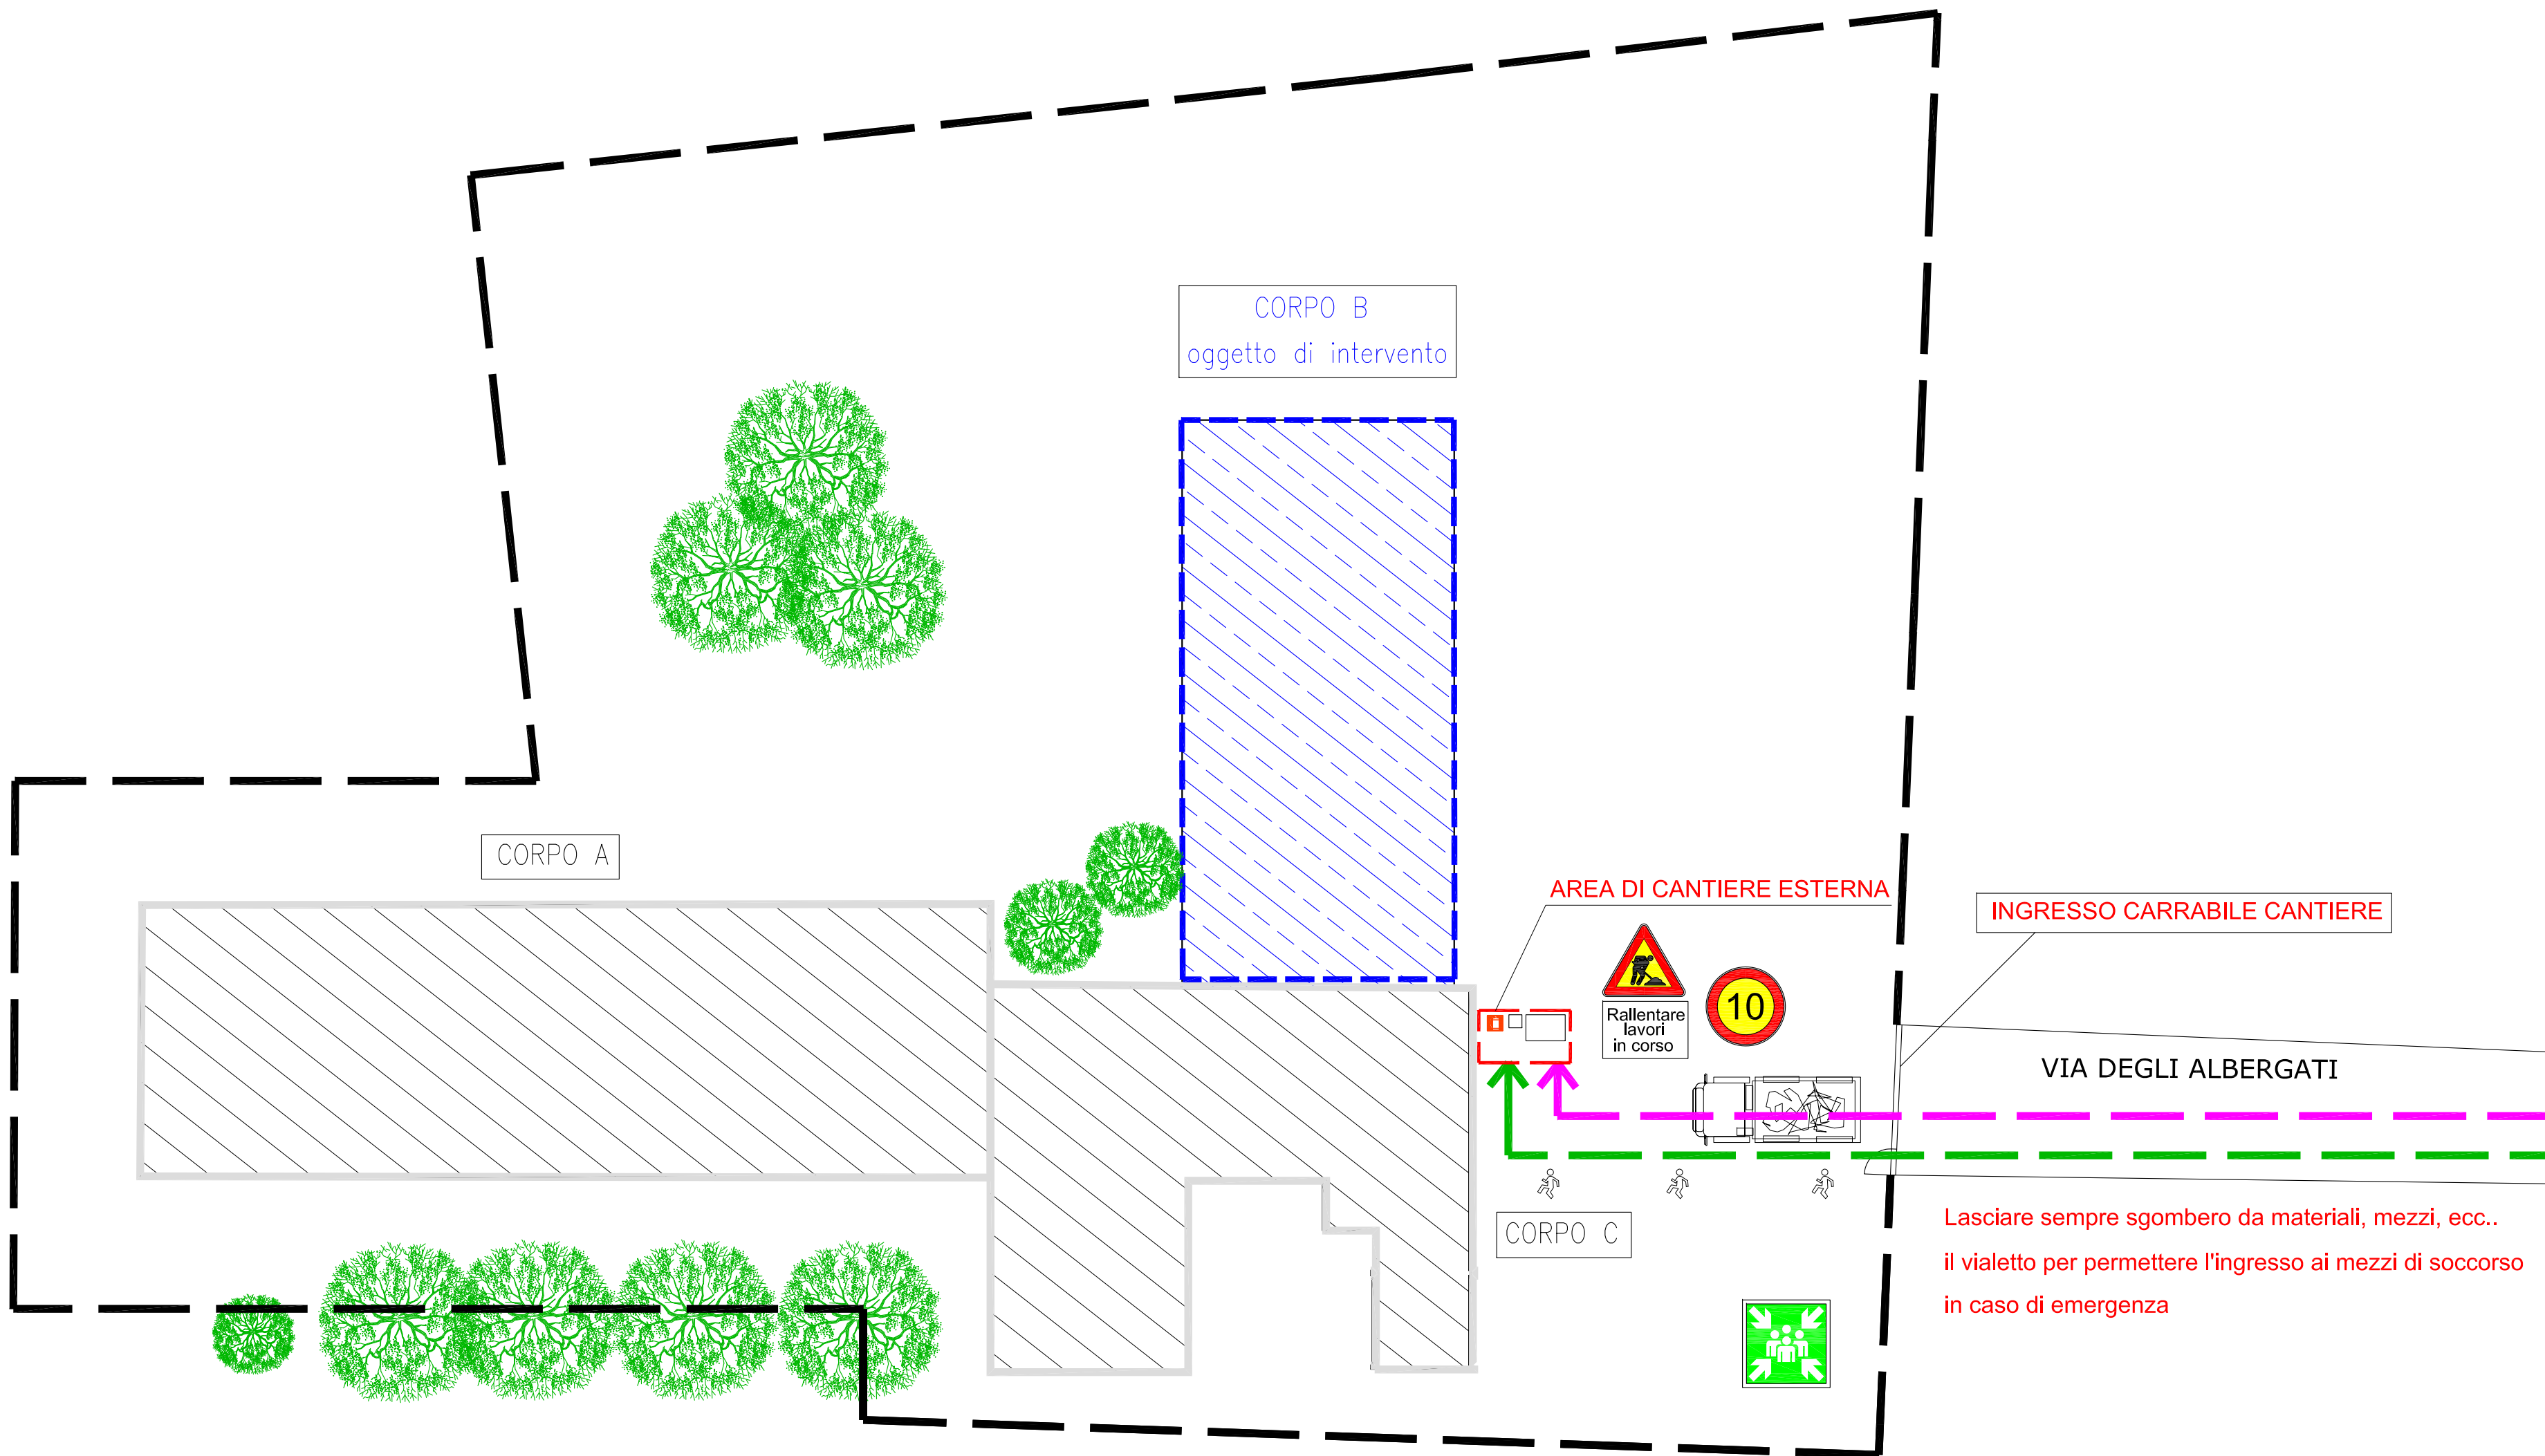 CORPO B
oggetto di intervento
CORPO A
AREA DI CANTIERE ESTERNA
INGRESSO CARRABILE CANTIERE
10
Rallentare
lavori
in corso
VIA DEGLI ALBERGATI
CORPO C
Lasciare sempre sgombero da materiali, mezzi, ecc..
il vialetto per permettere l'ingresso ai mezzi di soccorso
in caso di emergenza